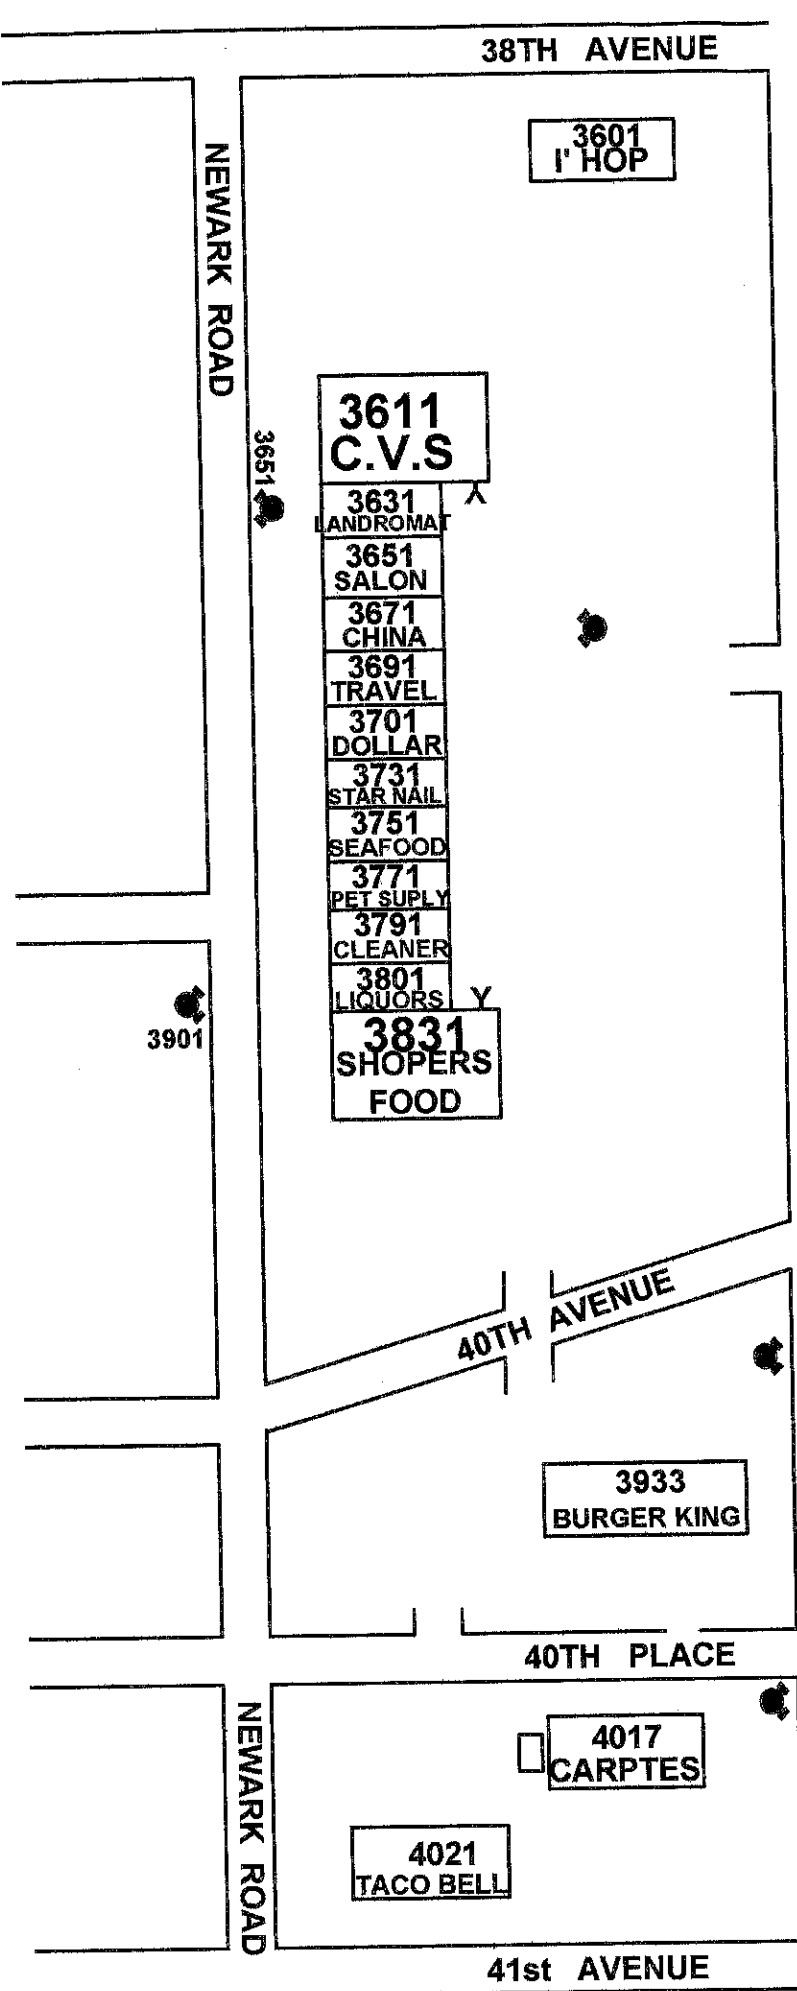 38TH AVENUE
3601
I' HOP
NEWARK ROAD
3611
C.V.S
3651
3631
LANDROMAT
Y
3651
SALON
3671
CHINA
3691
TRAVEL
3701
DOLLAR
3731
STAR NAIL
3751
SEAFOOD
3771
PET SUPLY
3791
CLEANER
3801
LIQUORS
Y
3901
3831
SHOPERS
FOOD
40TH AVENUE
3933
BURGER KING
40TH PLACE
NEWARK ROAD
4017
CARPTES
4021
TACO BELL
41st AVENUE